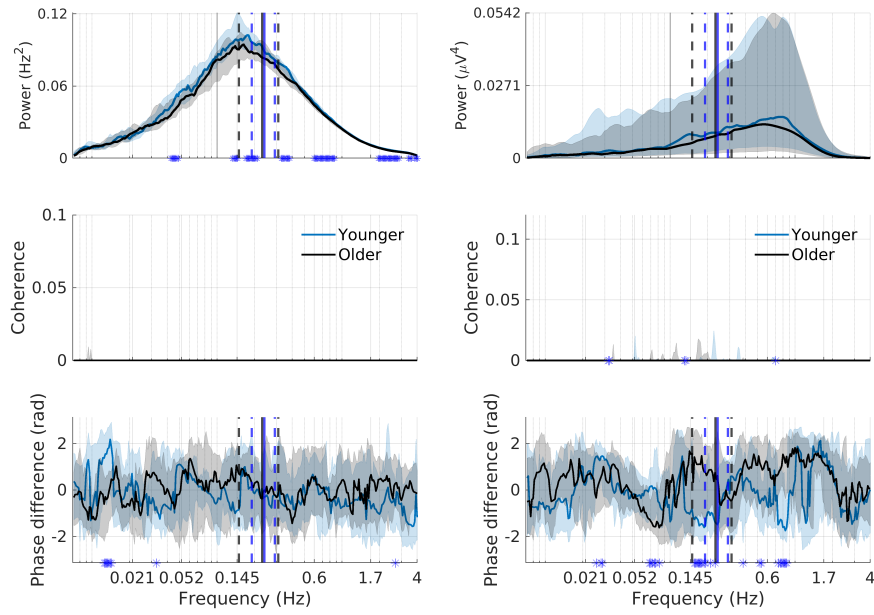 0.12
0.06
0
Power (Hz²)
0.0542
0.0271
0
Power (μV⁴)
0.1
0.05
0
Coherence
Younger
Older
0.1
0.05
0
Coherence
Younger
Older
2
0
-2
Phase difference (rad)
0.021 0.052 0.145 0.6 1.7 4
Frequency (Hz)
2
0
-2
Phase difference (rad)
0.021 0.052 0.145 0.6 1.7 4
Frequency (Hz)